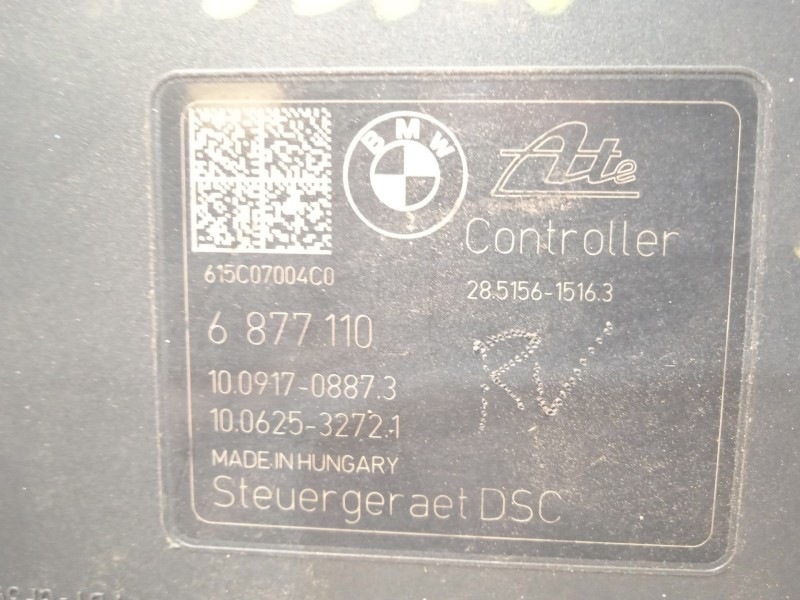 BMW
Ate
Controller
615C07004C0
28.5156-1516.3
6 877 110
10.0917-0887.3
10.0625-3272.1
MADE IN HUNGARY
Steuergeraet DSC
RV